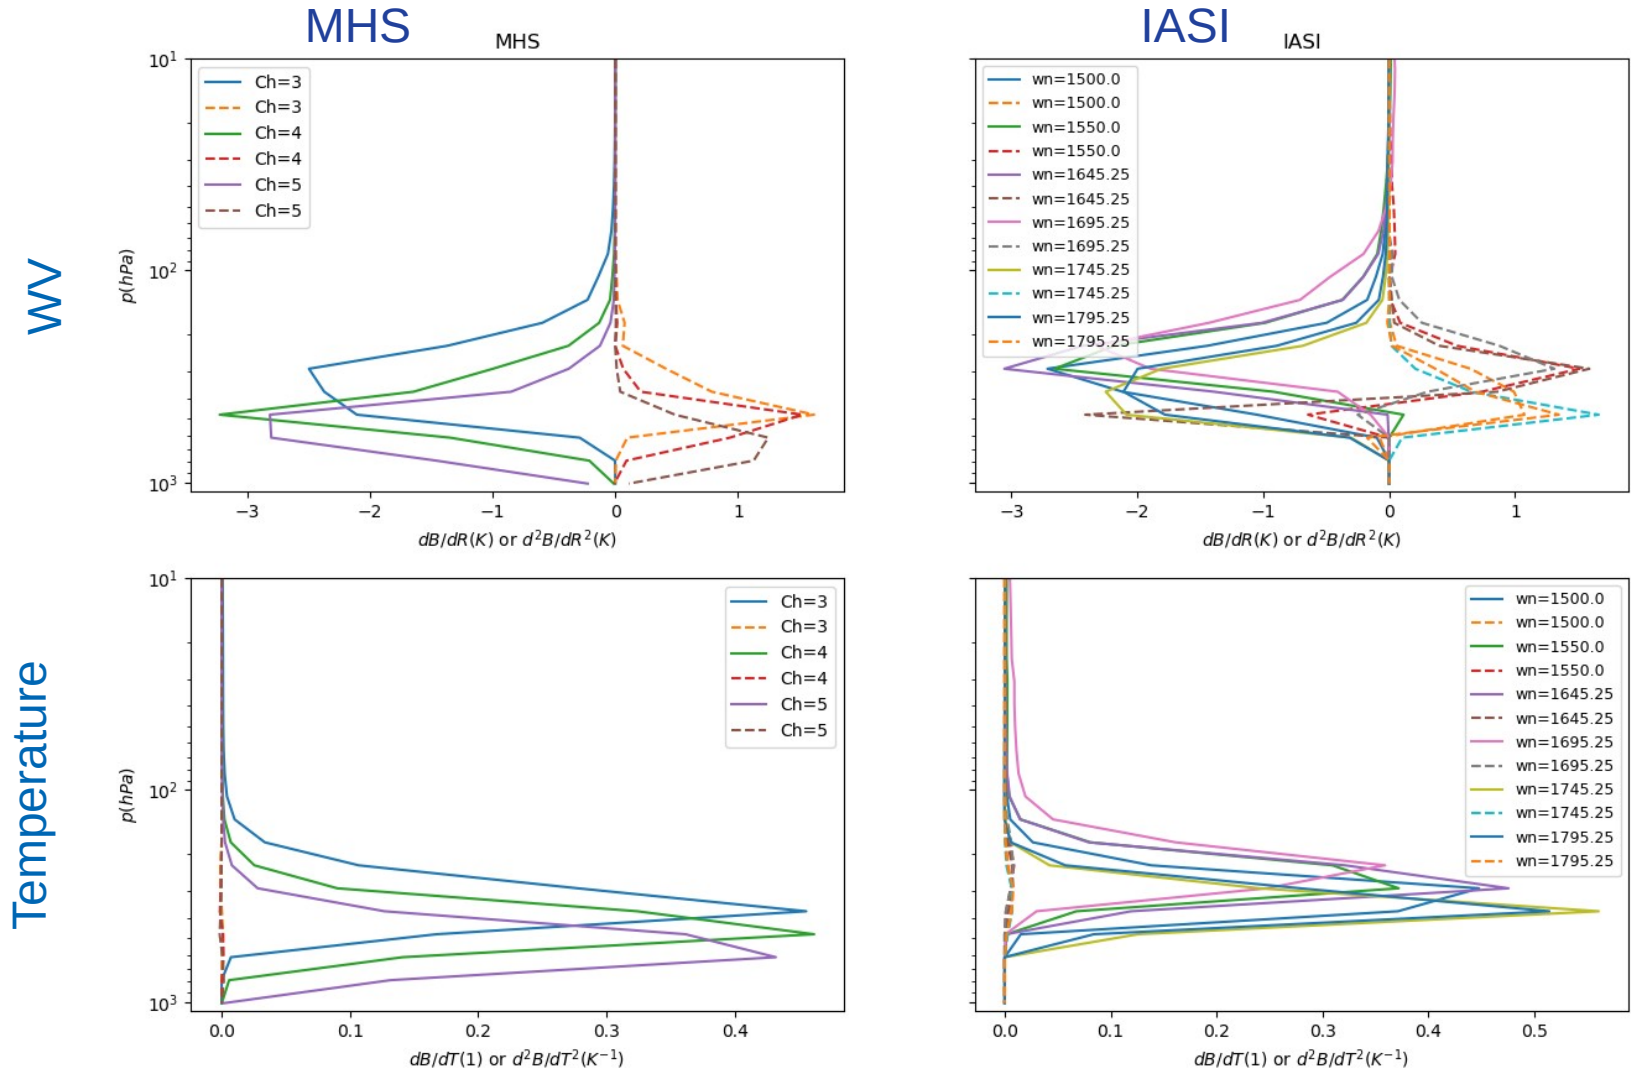 MHS
IASI
MHS
IASI
WV
Temperature
10¹
10²
10³
p(hPa)
Ch=3
Ch=3
Ch=4
Ch=4
Ch=5
Ch=5
−3 −2 −1 0 1
dB/dR(K) or d²B/dR²(K)
wn=1500.0
wn=1500.0
wn=1550.0
wn=1550.0
wn=1645.25
wn=1645.25
wn=1695.25
wn=1695.25
wn=1745.25
wn=1745.25
wn=1795.25
wn=1795.25
−3 −2 −1 0 1
dB/dR(K) or d²B/dR²(K)
10¹
10²
10³
p(hPa)
Ch=3
Ch=3
Ch=4
Ch=4
Ch=5
Ch=5
0.0 0.1 0.2 0.3 0.4
dB/dT(1) or d²B/dT²(K⁻¹)
wn=1500.0
wn=1500.0
wn=1550.0
wn=1550.0
wn=1645.25
wn=1645.25
wn=1695.25
wn=1695.25
wn=1745.25
wn=1745.25
wn=1795.25
wn=1795.25
0.0 0.1 0.2 0.3 0.4 0.5
dB/dT(1) or d²B/dT²(K⁻¹)